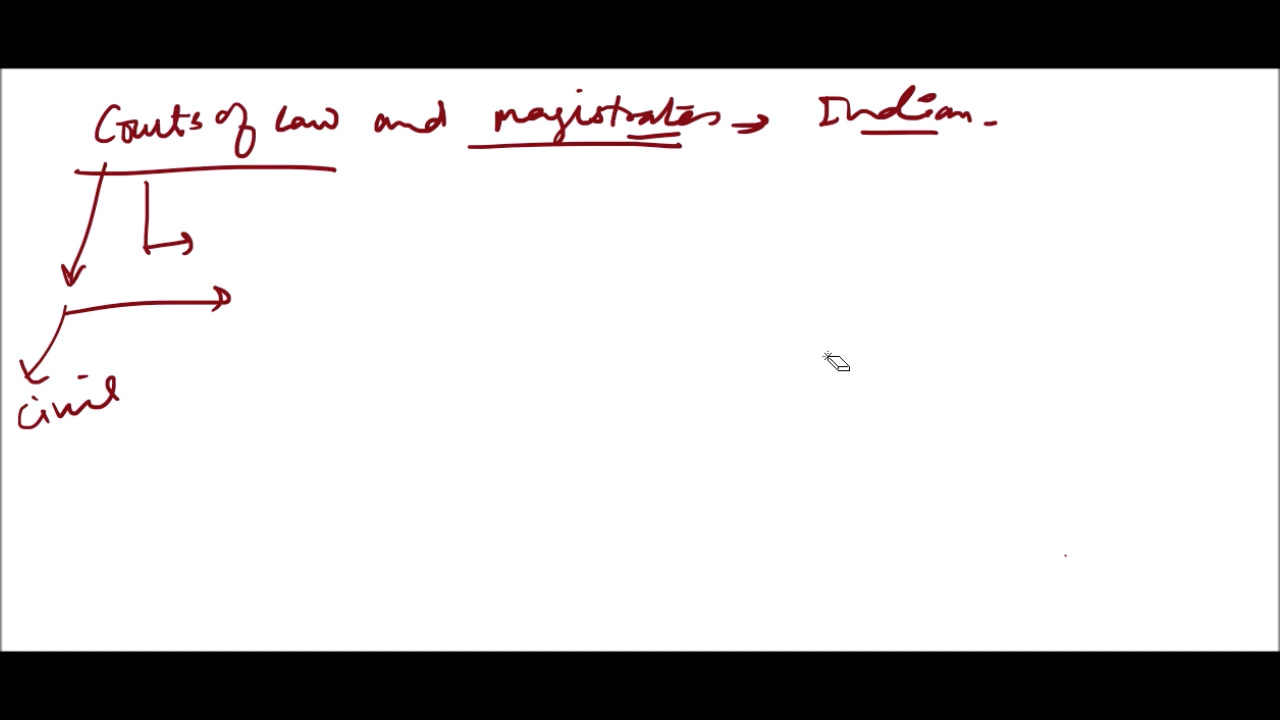 Courts of Law and magistrates → Indian.
civil